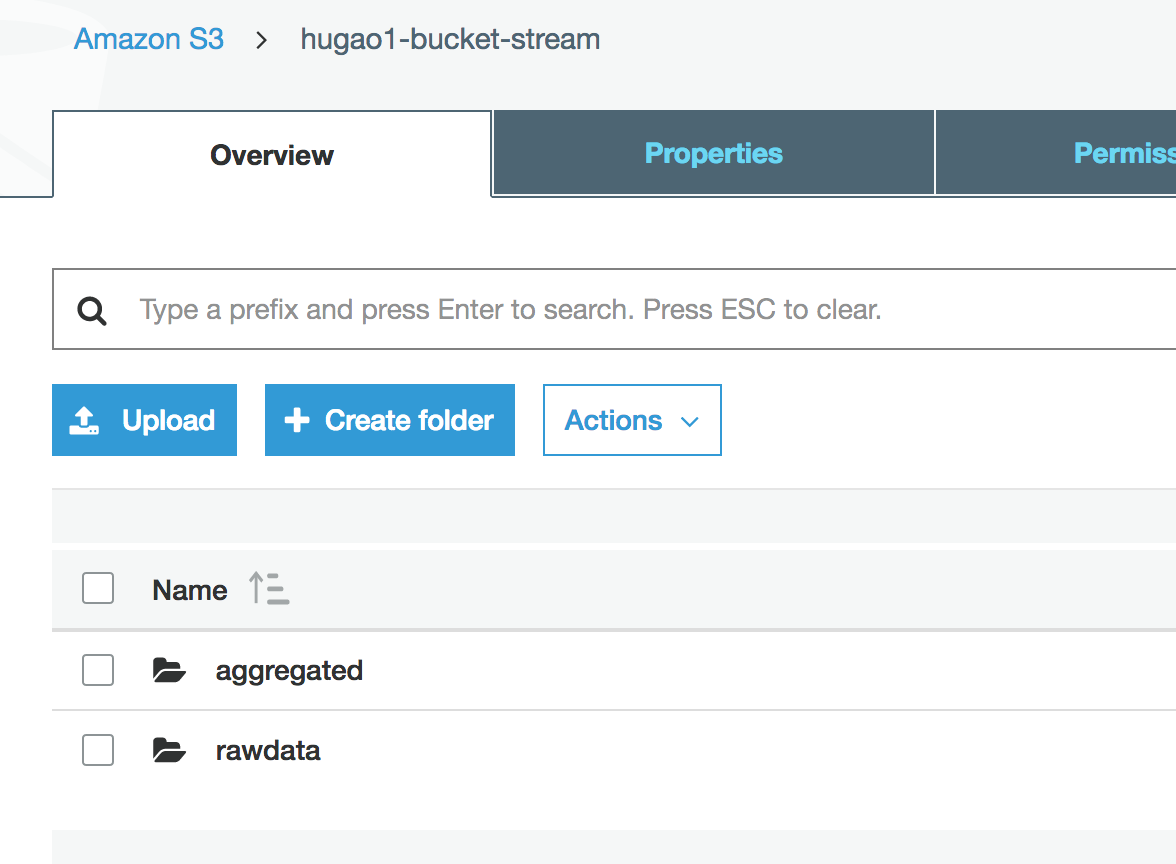 Amazon S3 > hugao1-bucket-stream
Overview Properties Permiss
Type a prefix and press Enter to search. Press ESC to clear.
Upload Create folder Actions
Name
aggregated
rawdata